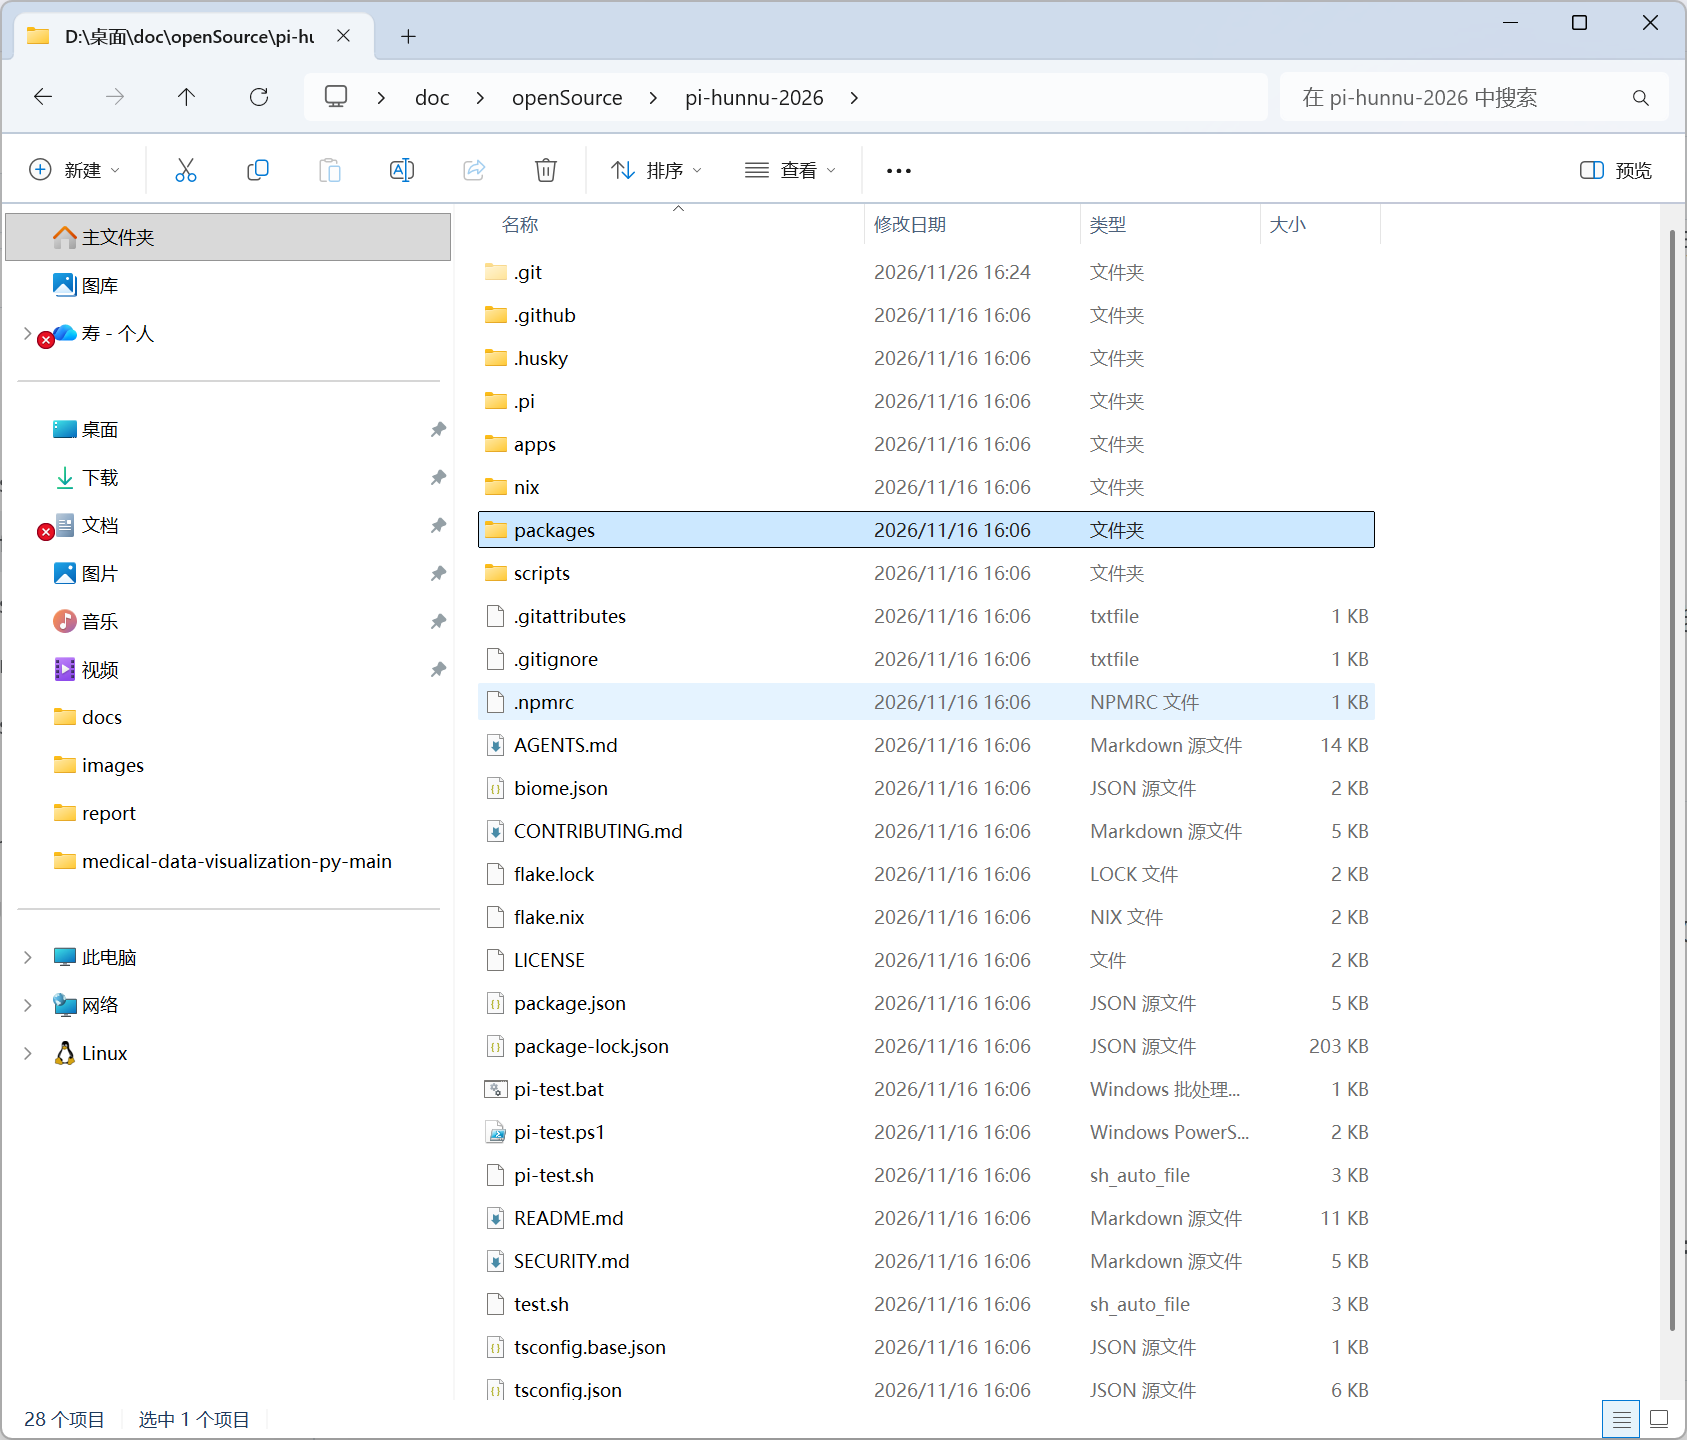 D:\桌面\doc\openSource\pi-hu
doc openSource pi-hunnu-2026
在 pi-hunnu-2026 中搜索
新建 排序 查看 预览
主文件夹
图库
寿 - 个人
桌面
下载
文档
图片
音乐
视频
docs
images
report
medical-data-visualization-py-main
此电脑
网络
Linux
名称 修改日期 类型 大小
.git 2026/11/26 16:24 文件夹
.github 2026/11/16 16:06 文件夹
.husky 2026/11/16 16:06 文件夹
.pi 2026/11/16 16:06 文件夹
apps 2026/11/16 16:06 文件夹
nix 2026/11/16 16:06 文件夹
packages 2026/11/16 16:06 文件夹
scripts 2026/11/16 16:06 文件夹
.gitattributes 2026/11/16 16:06 txtfile 1 KB
.gitignore 2026/11/16 16:06 txtfile 1 KB
.npmrc 2026/11/16 16:06 NPMRC 文件 1 KB
AGENTS.md 2026/11/16 16:06 Markdown 源文件 14 KB
biome.json 2026/11/16 16:06 JSON 源文件 2 KB
CONTRIBUTING.md 2026/11/16 16:06 Markdown 源文件 5 KB
flake.lock 2026/11/16 16:06 LOCK 文件 2 KB
flake.nix 2026/11/16 16:06 NIX 文件 2 KB
LICENSE 2026/11/16 16:06 文件 2 KB
package.json 2026/11/16 16:06 JSON 源文件 5 KB
package-lock.json 2026/11/16 16:06 JSON 源文件 203 KB
pi-test.bat 2026/11/16 16:06 Windows 批处理... 1 KB
pi-test.ps1 2026/11/16 16:06 Windows PowerS... 2 KB
pi-test.sh 2026/11/16 16:06 sh_auto_file 3 KB
README.md 2026/11/16 16:06 Markdown 源文件 11 KB
SECURITY.md 2026/11/16 16:06 Markdown 源文件 5 KB
test.sh 2026/11/16 16:06 sh_auto_file 3 KB
tsconfig.base.json 2026/11/16 16:06 JSON 源文件 1 KB
tsconfig.json 2026/11/16 16:06 JSON 源文件 6 KB
28 个项目 选中 1 个项目